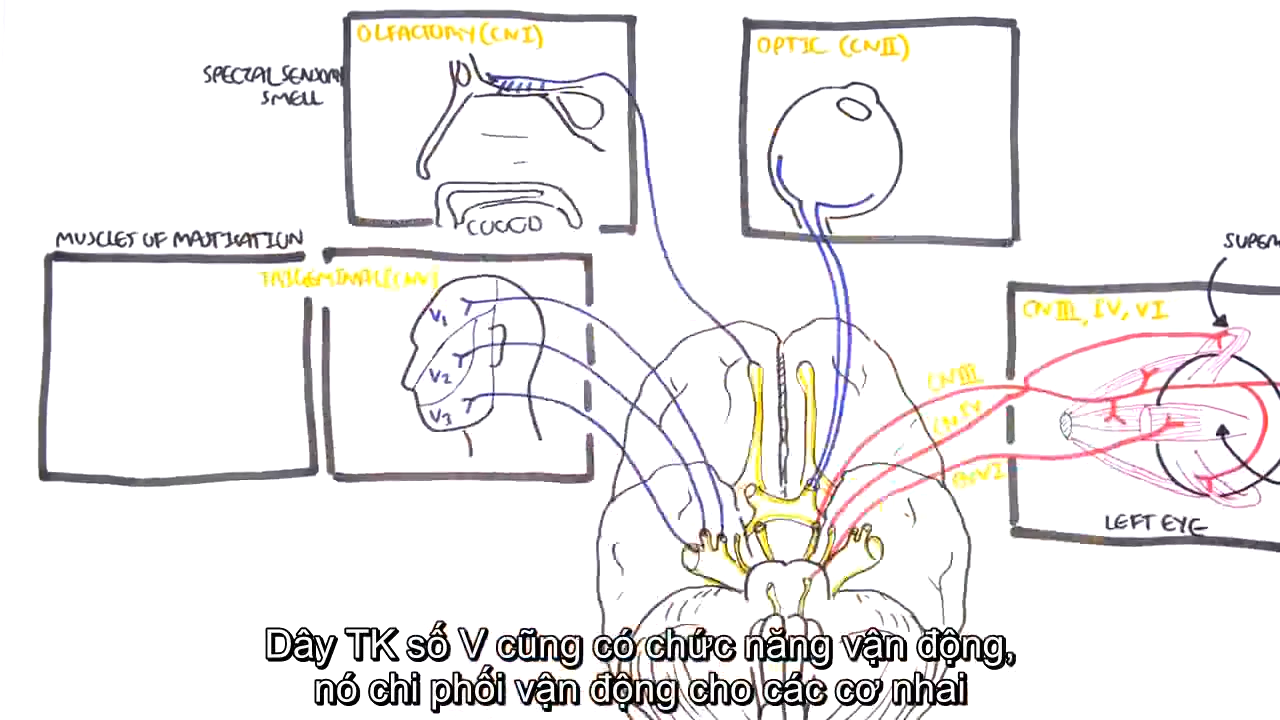 OLFACTORY (CN I)
SPECIAL SENSORY
SMELL
OPTIC (CN II)
MUSCLES OF MASTICATION
TRIGEMINAL (CN V)
V1
V2
V3
CN III, IV, VI
CN III
CN IV
LEFT EYE
Dây TK số V cũng có chức năng vận động,
nó chi phối vận động cho các cơ nhai